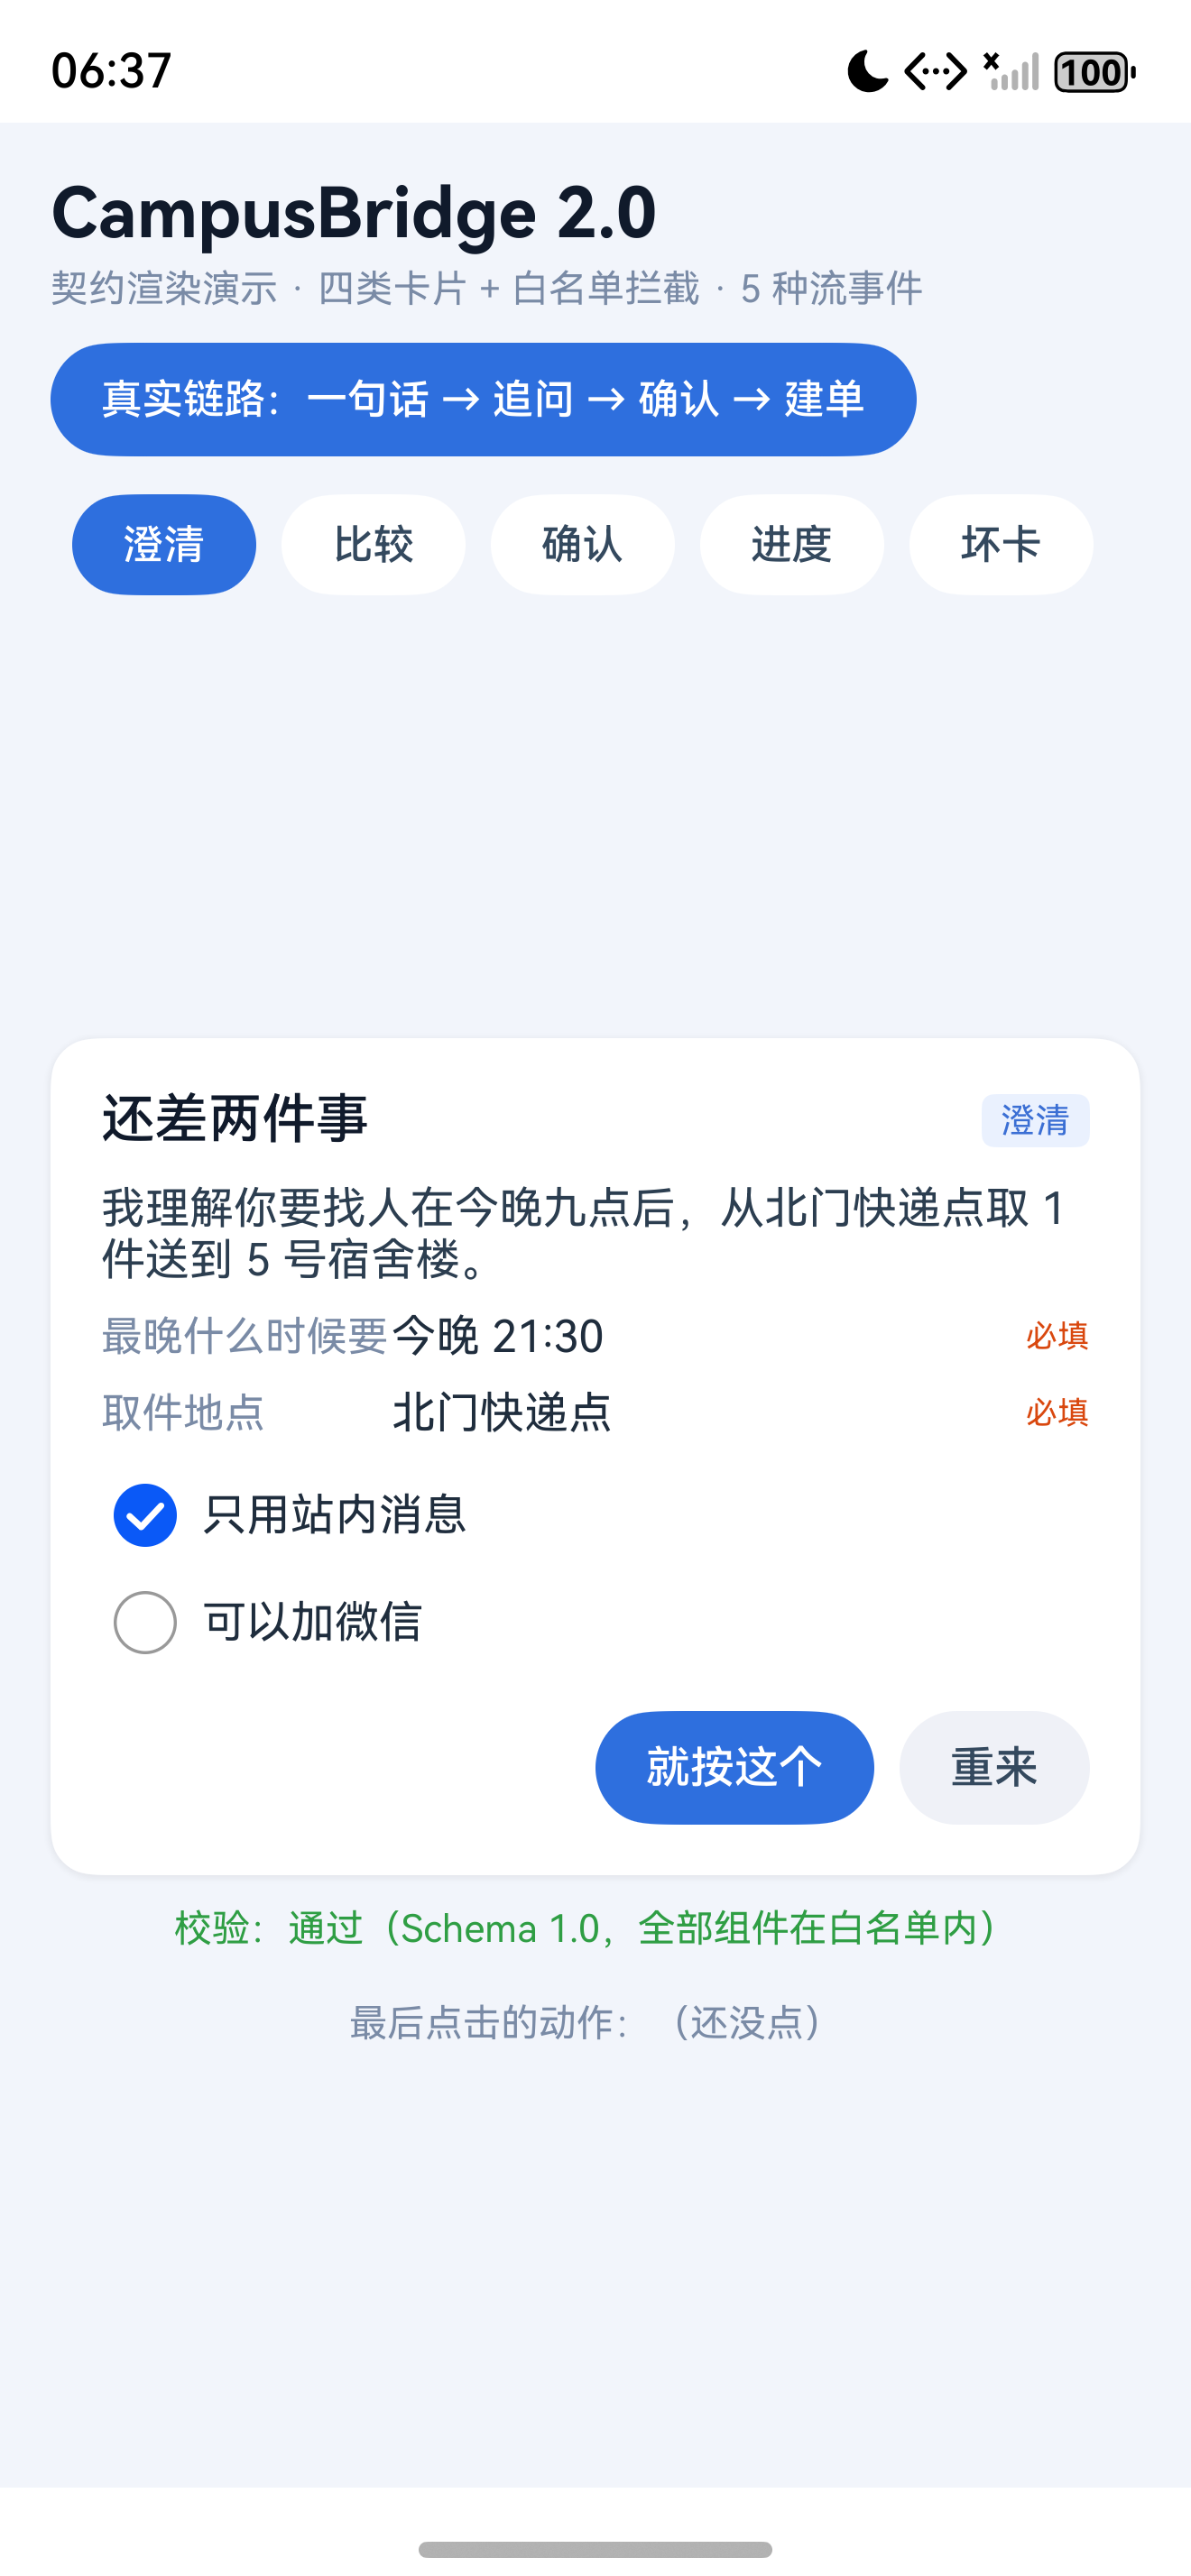 06:37
100
CampusBridge 2.0
契约渲染演示 · 四类卡片 + 白名单拦截 · 5 种流事件
真实链路：一句话 → 追问 → 确认 → 建单
澄清 比较 确认 进度 坏卡
还差两件事 澄清
我理解你要找人在今晚九点后，从北门快递点取 1
件送到 5 号宿舍楼。
最晚什么时候要 今晚 21:30 必填
取件地点 北门快递点 必填
只用站内消息
可以加微信
就按这个 重来
校验：通过（Schema 1.0，全部组件在白名单内）
最后点击的动作：（还没点）